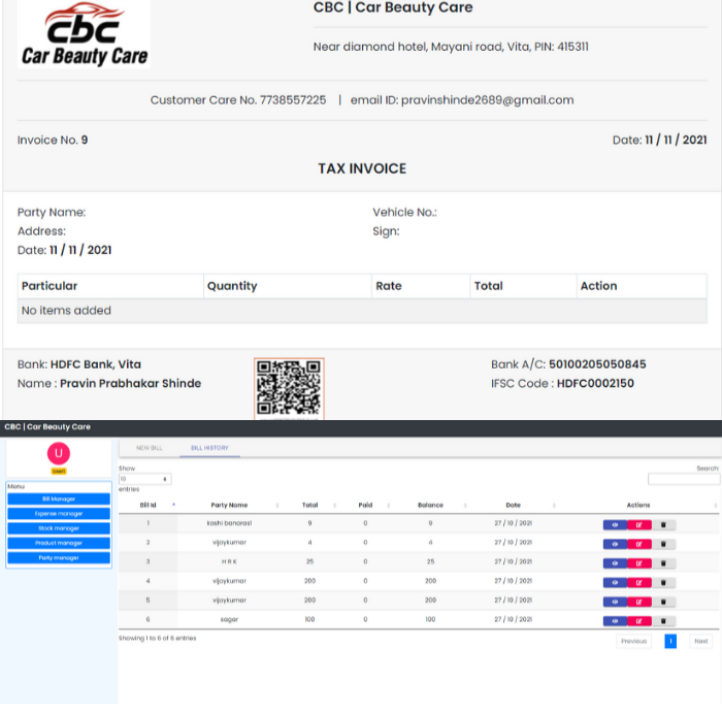 cbc
Car Beauty Care
CBC | Car Beauty Care
Near diamond hotel, Mayani road, Vita, PIN: 415311
Customer Care No. 7738557225 | email ID: pravinshinde2689@gmail.com
Invoice No. 9 Date: 11 / 11 / 2021
TAX INVOICE
Party Name: Vehicle No.:
Address: Sign:
Date: 11 / 11 / 2021
Particular Quantity Rate Total Action
No items added
Bank: HDFC Bank, Vita Bank A/C: 50100205050845
Name : Pravin Prabhakar Shinde IFSC Code : HDFC0002150
CBC | Car Beauty Care
U
NEW BILL BILL HISTORY
Menu
Bill Manager
Expense manager
Stock manager
Product manager
Party manager
Show
10
entries
Search:
Bill Id Party Name Total Paid Balance Date Actions
1 kashi banarasi 9 0 9 27 / 10 / 2021
2 vijaykumar 4 0 4 27 / 10 / 2021
3 H R K 25 0 25 27 / 10 / 2021
4 vijaykumar 200 0 200 27 / 10 / 2021
5 vijaykumar 200 0 200 27 / 10 / 2021
6 sagar 100 0 100 27 / 10 / 2021
Showing 1 to 6 of 6 entries
Previous 1 Next